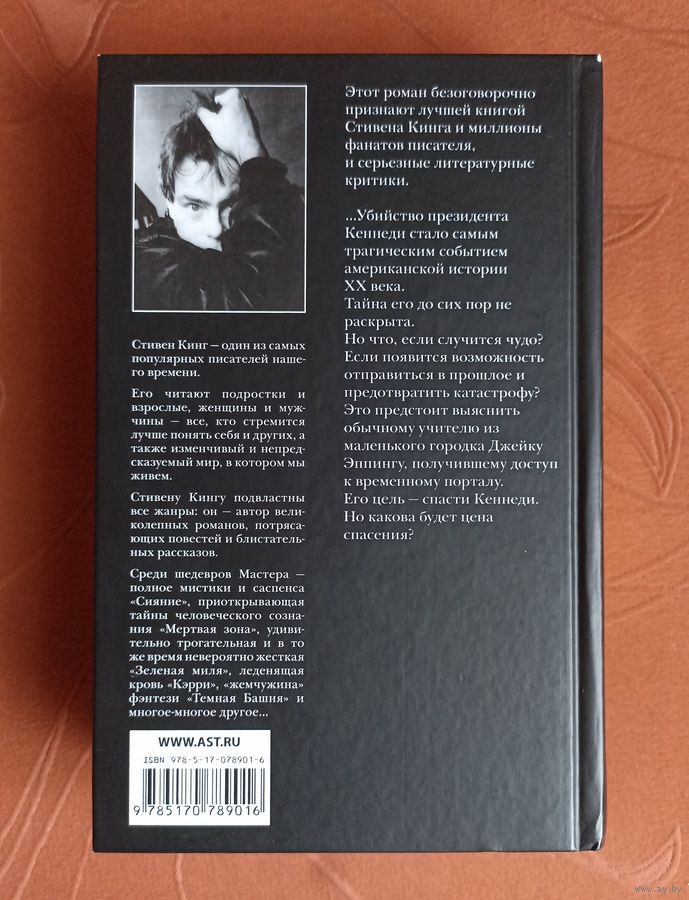 Стивен Кинг – один из самых
популярных писателей наше-
го времени.
Его читают подростки и
взрослые, женщины и муж-
чины – все, кто стремится
лучше понять себя и других, а
также изменчивый и непред-
сказуемый мир, в котором мы
живем.
Стивену Кингу подвластны
все жанры: он – автор вели-
колепных романов, потряса-
ющих повестей и блистатель-
ных рассказов.
Среди шедевров Мастера –
полное мистики и саспенса
«Сияние», приоткрывающая
тайны человеческого созна-
ния «Мертвая зона», удиви-
тельно трогательная и в то
же время невероятно жесткая
«Зеленая миля», леденящая
кровь «Кэрри», «жемчужина»
фэнтези «Темная Башня» и
многое-многое другое...
WWW.AST.RU
ISBN 978-5-17-078901-6
9 785170 789016
Этот роман безоговорочно
признают лучшей книгой
Стивена Кинга и миллионы
фанатов писателя,
и серьезные литературные
критики.
...Убийство президента
Кеннеди стало самым
трагическим событием
американской истории
XX века.
Тайна его до сих пор не
раскрыта.
Но что, если случится чудо?
Если появится возможность
отправиться в прошлое и
предотвратить катастрофу?
Это предстоит выяснить
обычному учителю из
маленького городка Джейку
Эппингу, получившему доступ
к временному порталу.
Его цель – спасти Кеннеди.
Но какова будет цена
спасения?
www.ay.by